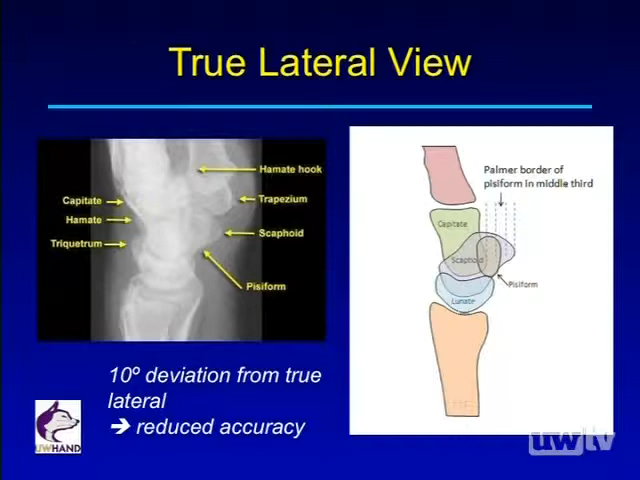 True Lateral View
Hamate hook
Capitate
Trapezium
Hamate
Scaphoid
Triquetrum
Pisiform
Palmer border of
pisiform in middle third
Capitate
Scaphoid
Pisiform
Lunate
10º deviation from true
lateral
➔ reduced accuracy
UWHAND
uwtv